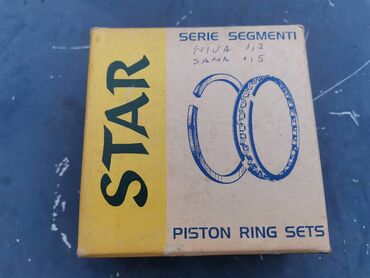 STAR
SERIE SEGMENTI
NIVA 1,2
SAMA 1,5
PISTON RING SETS